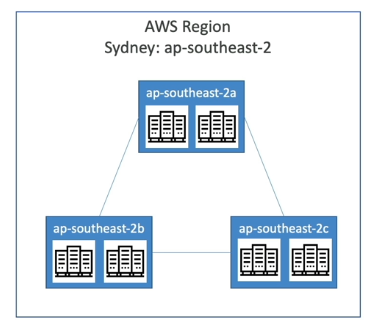 AWS Region
Sydney: ap-southeast-2
ap-southeast-2a
ap-southeast-2b
ap-southeast-2c